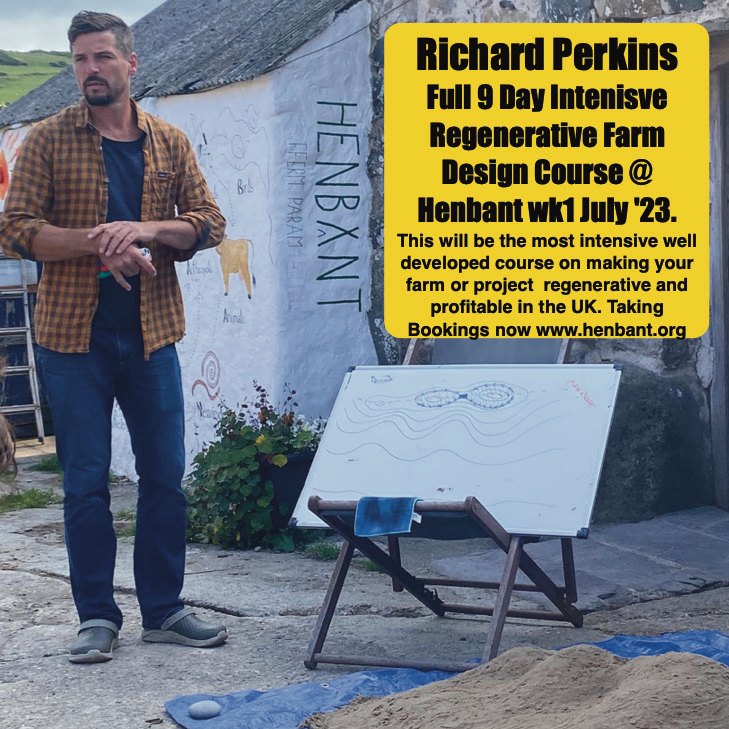 Richard Perkins
Full 9 Day Intenisve
Regenerative Farm
Design Course @
Henbant wk1 July '23.
This will be the most intensive well
developed course on making your
farm or project regenerative and
profitable in the UK. Taking
Bookings now www.henbant.org
HENBANT
FFERM
Birds